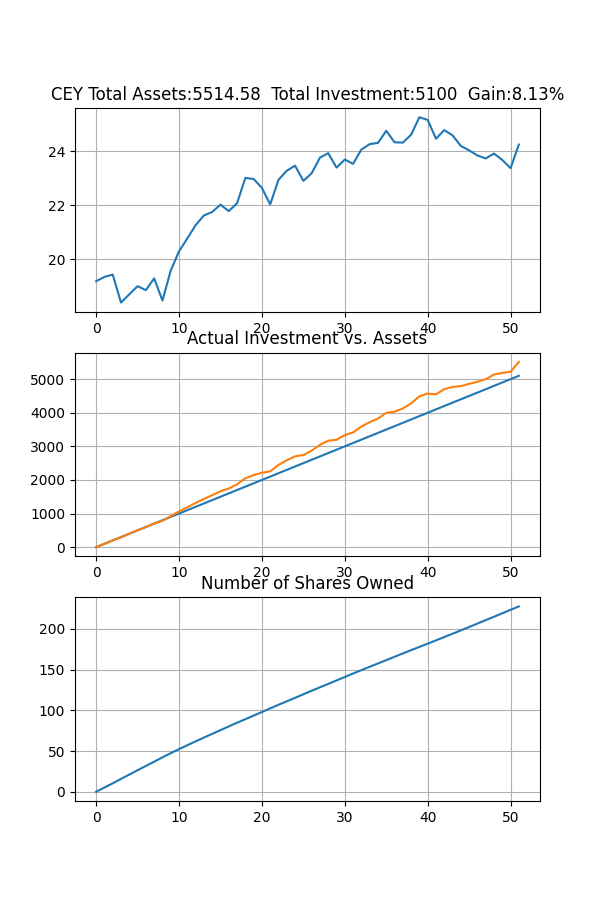 CEY Total Assets:5514.58  Total Investment:5100  Gain:8.13%
24
22
20
0 10 20 30 40 50
Actual Investment vs. Assets
5000
4000
3000
2000
1000
0
0 10 20 30 40 50
Number of Shares Owned
200
150
100
50
0
0 10 20 30 40 50